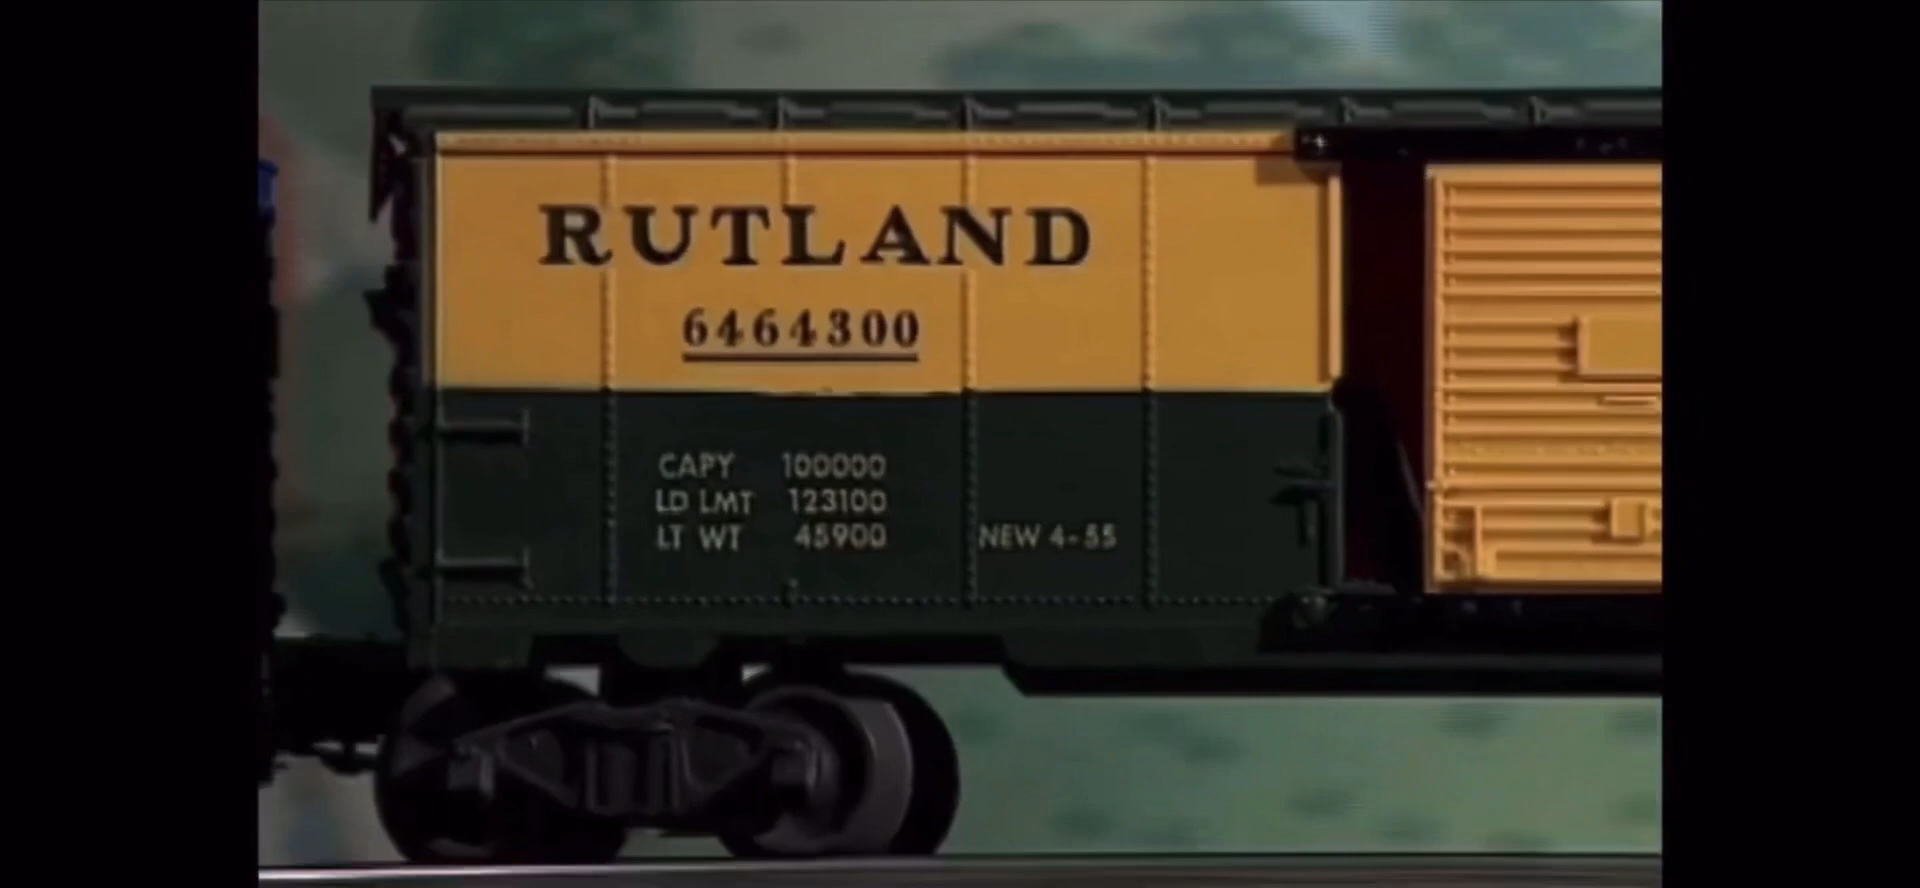 RUTLAND
6464300
CAPY 100000
LD LMT 123100
LT WT 45900
NEW 4-55